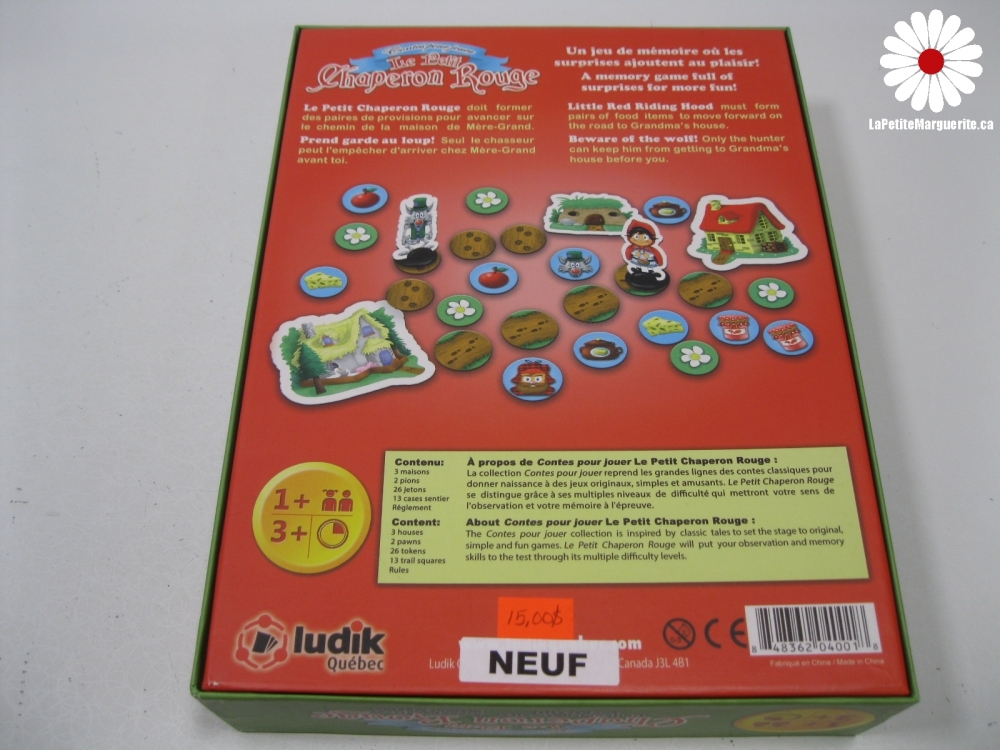 LaPetiteMarguerite.ca
Contes pour jouer
Le Petit
Chaperon Rouge
Le Petit Chaperon Rouge doit former
des paires de provisions pour avancer sur
le chemin de la maison de Mère-Grand.
Prend garde au loup! Seul le chasseur
peut l'empêcher d'arriver chez Mère-Grand
avant toi.
Un jeu de mémoire où les
surprises ajoutent au plaisir!
A memory game full of
surprises for more fun!
Little Red Riding Hood must form
pairs of food items to move forward on
the road to Grandma's house.
Beware of the wolf! Only the hunter
can keep him from getting to Grandma's
house before you.
1+
3+
Contenu:
3 maisons
2 pions
26 jetons
13 cases sentier
Réglement
Content:
3 houses
2 pawns
26 tokens
13 trail squares
Rules
À propos de Contes pour jouer Le Petit Chaperon Rouge :
La collection Contes pour jouer reprend les grandes lignes des contes classiques pour
donner naissance à des jeux originaux, simples et amusants. Le Petit Chaperon Rouge
se distingue grâce à ses multiples niveaux de difficulté qui mettront votre sens de
l'observation et votre mémoire à l'épreuve.
About Contes pour jouer Le Petit Chaperon Rouge :
The Contes pour jouer collection is inspired by classic tales to set the stage to original,
simple and fun games. Le Petit Chaperon Rouge will put your observation and memory
skills to the test through its multiple difficulty levels.
ludik
Québec
15,00$
.com
Ludik
Canada J3L 4B1
NEUF
CE
8 48362 04001 8
Fabriqué en Chine / Made in China
Chaperon Rouge